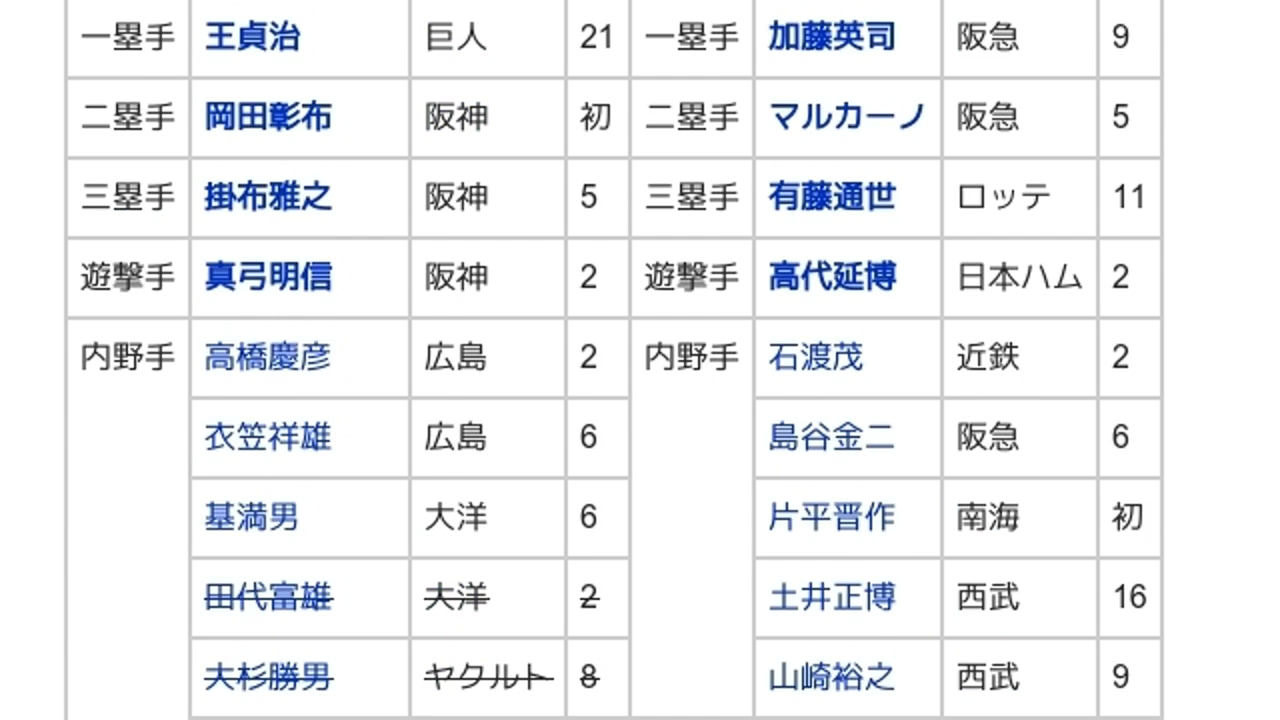 一塁手 王貞治 巨人 21 一塁手 加藤英司 阪急 9
二塁手 岡田彰布 阪神 初 二塁手 マルカーノ 阪急 5
三塁手 掛布雅之 阪神 5 三塁手 有藤通世 ロッテ 11
遊撃手 真弓明信 阪神 2 遊撃手 高代延博 日本ハム 2
内野手 高橋慶彦 広島 2 内野手 石渡茂 近鉄 2
衣笠祥雄 広島 6 島谷金二 阪急 6
基満男 大洋 6 片平晋作 南海 初
田代富雄 大洋 2 土井正博 西武 16
大杉勝男 ヤクルト 8 山崎裕之 西武 9